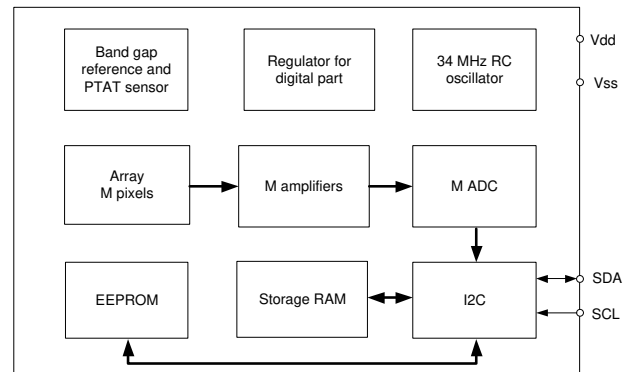 Band gap
reference and
PTAT sensor
Regulator for
digital part
34 MHz RC
oscillator
Vdd
Vss
Array
M pixels
M amplifiers
M ADC
EEPROM
Storage RAM
I2C
SDA
SCL